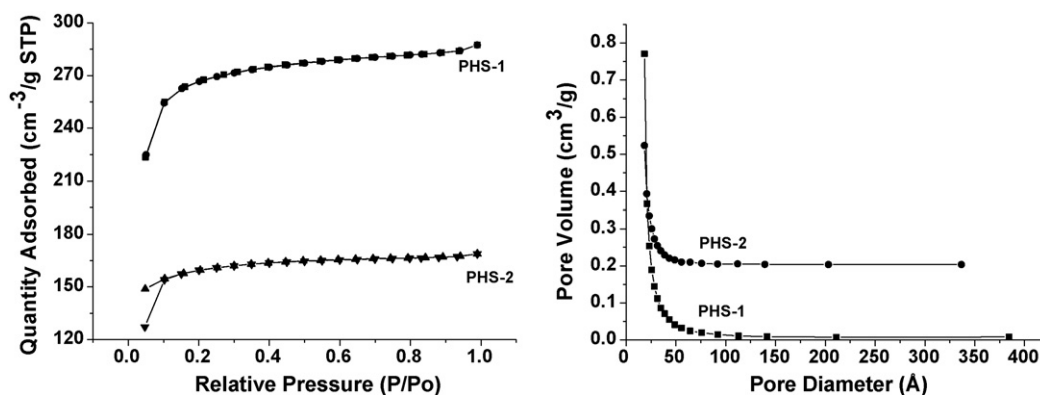 Quantity Adsorbed (cm⁻³/g STP)
300
270
240
210
180
150
120
PHS-1
PHS-2
0.0 0.2 0.4 0.6 0.8 1.0
Relative Pressure (P/Po)
Pore Volume (cm³/g)
0.8
0.7
0.6
0.5
0.4
0.3
0.2
0.1
0.0
PHS-2
PHS-1
0 50 100 150 200 250 300 350 400
Pore Diameter (Å)